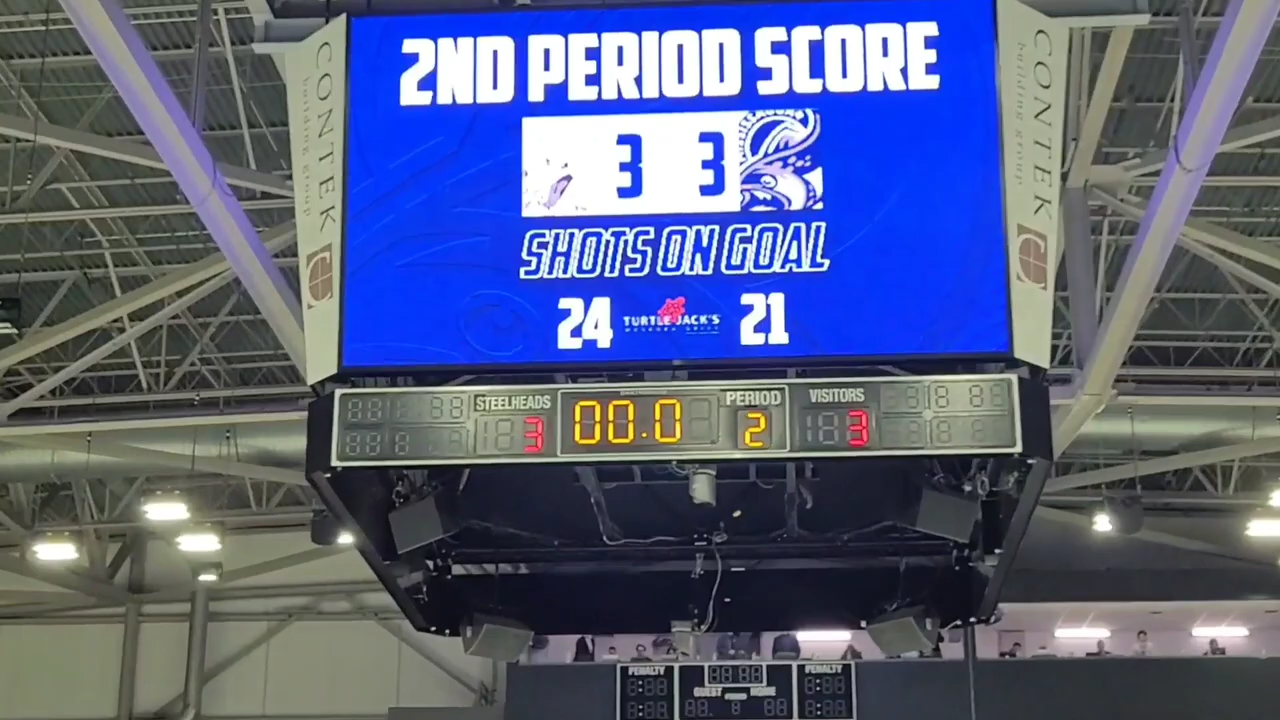 2ND PERIOD SCORE
3 3
SHOTS ON GOAL
24 TURTLE JACK'S 21
CONTEK
building group
CONTEK
building group
STEELHEADS 3
00.0
PERIOD 2
VISITORS 3
PENALTY
GUEST HOME
PENALTY